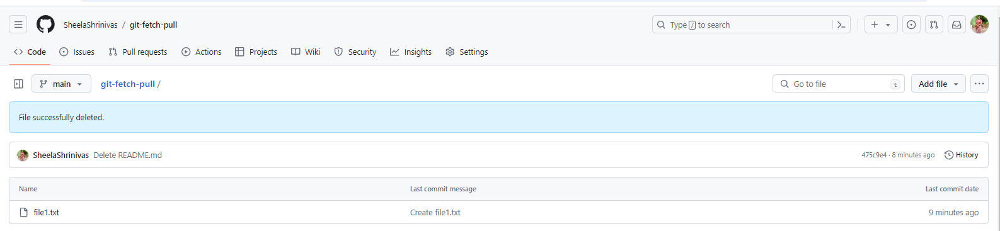 SheelaShrinivas / git-fetch-pull
Type / to search
Code Issues Pull requests Actions Projects Wiki Security Insights Settings
main git-fetch-pull / Go to file t Add file
File successfully deleted.
SheelaShrinivas Delete README.md 475c9e4 · 8 minutes ago History
Name Last commit message Last commit date
file1.txt Create file1.txt 9 minutes ago